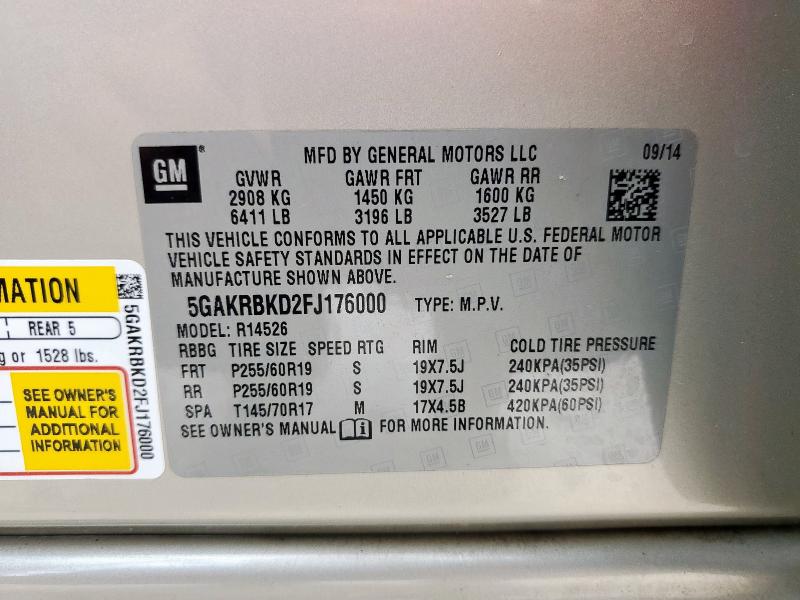 GM
MFD BY GENERAL MOTORS LLC 09/14
GVWR GAWR FRT GAWR RR
2908 KG 1450 KG 1600 KG
6411 LB 3196 LB 3527 LB
THIS VEHICLE CONFORMS TO ALL APPLICABLE U.S. FEDERAL MOTOR
VEHICLE SAFETY STANDARDS IN EFFECT ON THE DATE OF
MANUFACTURE SHOWN ABOVE.
5GAKRBKD2FJ176000 TYPE: M.P.V.
MODEL: R14526
RBBG TIRE SIZE SPEED RTG RIM COLD TIRE PRESSURE
FRT P255/60R19 S 19X7.5J 240KPA(35PSI)
RR P255/60R19 S 19X7.5J 240KPA(35PSI)
SPA T145/70R17 M 17X4.5B 420KPA(60PSI)
SEE OWNER'S MANUAL FOR MORE INFORMATION.
MATION
REAR 5
g or 1528 lbs.
SEE OWNER'S
MANUAL FOR
ADDITIONAL
INFORMATION
5GAKRBKD2FJ176000